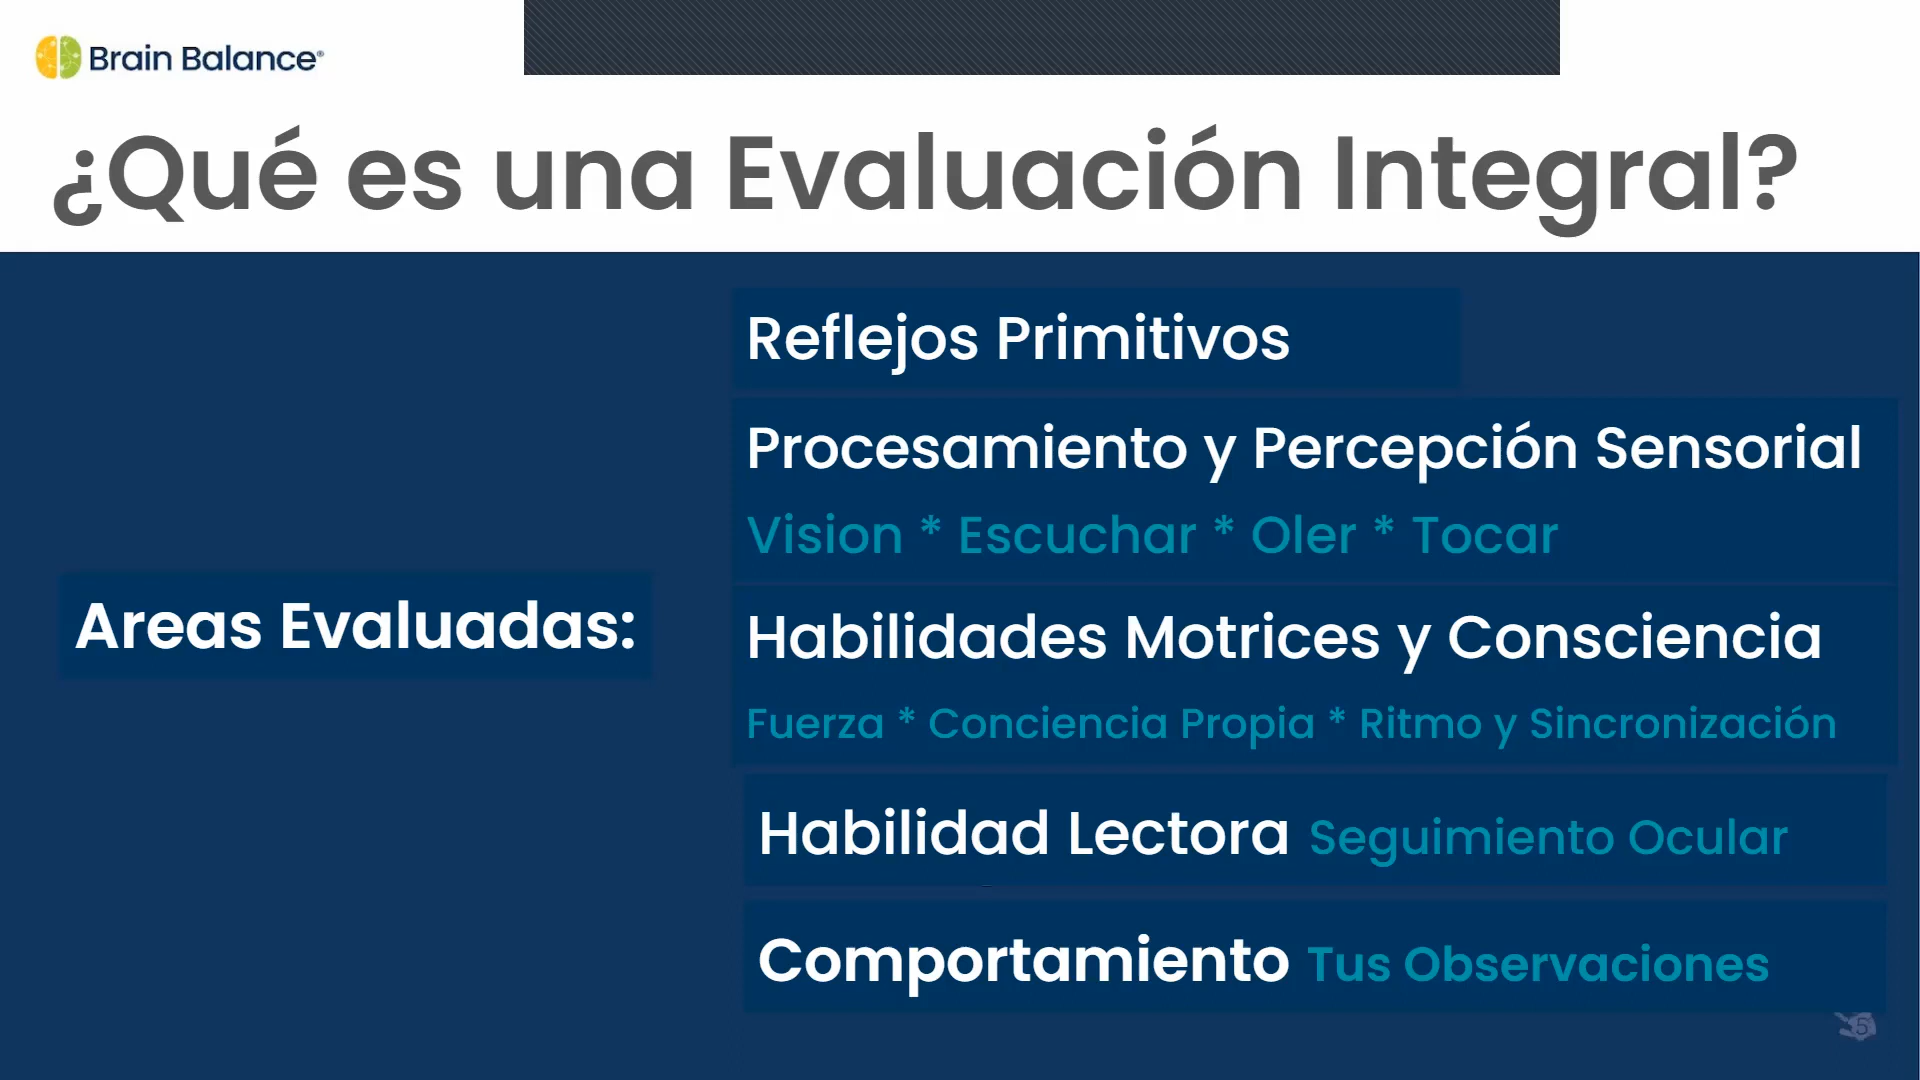 Brain Balance®
¿Qué es una Evaluación Integral?
Areas Evaluadas:
Reflejos Primitivos
Procesamiento y Percepción Sensorial
Vision * Escuchar * Oler * Tocar
Habilidades Motrices y Consciencia
Fuerza * Conciencia Propia * Ritmo y Sincronización
Habilidad Lectora Seguimiento Ocular
Comportamiento Tus Observaciones
5